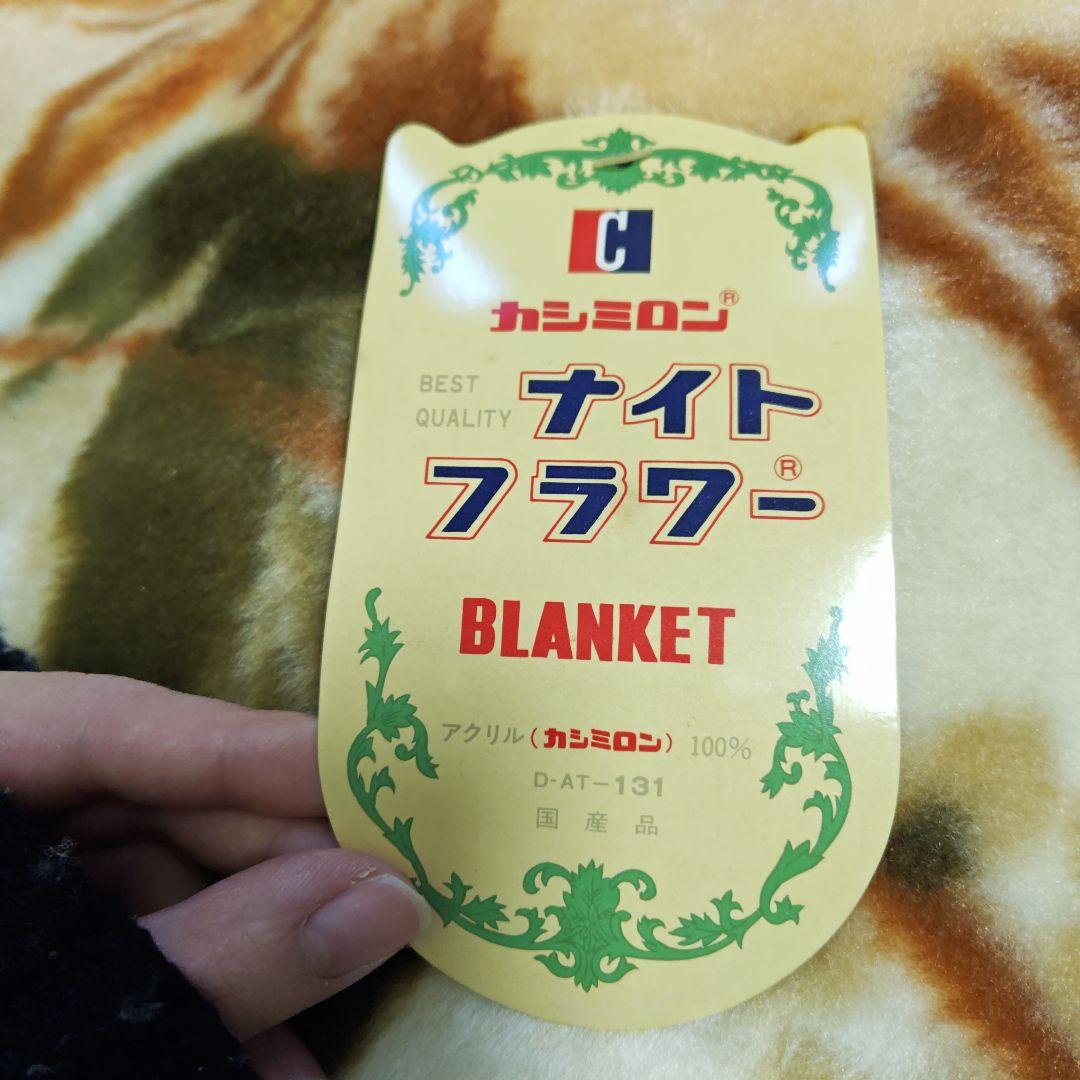 C
カシミロン®
BEST
QUALITY
ナイト
フラワー®
BLANKET
アクリル(カシミロン)100%
D-AT-131
国産品